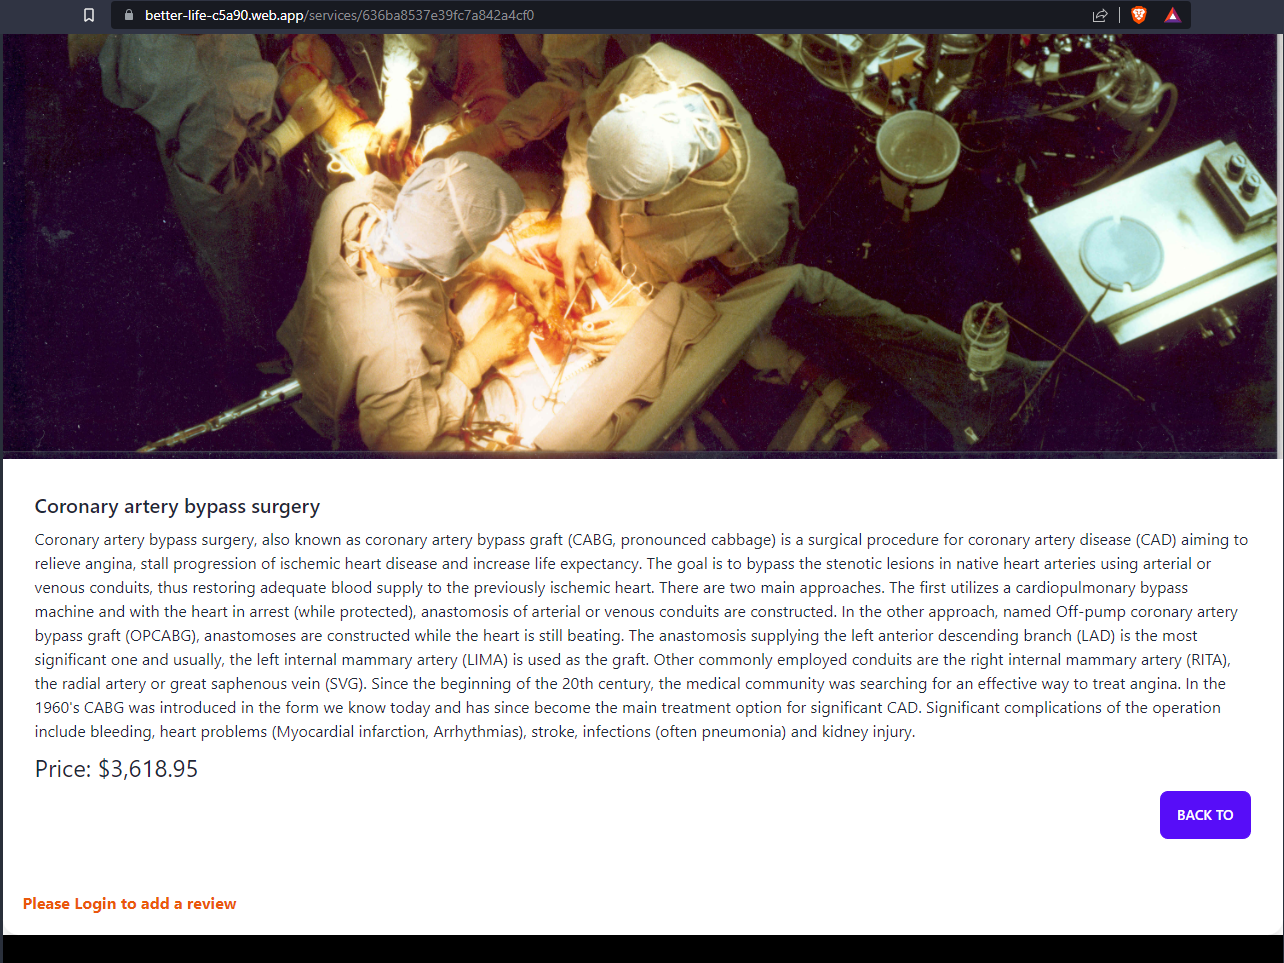 better-life-c5a90.web.app/services/636ba8537e39fc7a842a4cf0
Coronary artery bypass surgery
Coronary artery bypass surgery, also known as coronary artery bypass graft (CABG, pronounced cabbage) is a surgical procedure for coronary artery disease (CAD) aiming to
relieve angina, stall progression of ischemic heart disease and increase life expectancy. The goal is to bypass the stenotic lesions in native heart arteries using arterial or
venous conduits, thus restoring adequate blood supply to the previously ischemic heart. There are two main approaches. The first utilizes a cardiopulmonary bypass
machine and with the heart in arrest (while protected), anastomosis of arterial or venous conduits are constructed. In the other approach, named Off-pump coronary artery
bypass graft (OPCABG), anastomoses are constructed while the heart is still beating. The anastomosis supplying the left anterior descending branch (LAD) is the most
significant one and usually, the left internal mammary artery (LIMA) is used as the graft. Other commonly employed conduits are the right internal mammary artery (RITA),
the radial artery or great saphenous vein (SVG). Since the beginning of the 20th century, the medical community was searching for an effective way to treat angina. In the
1960's CABG was introduced in the form we know today and has since become the main treatment option for significant CAD. Significant complications of the operation
include bleeding, heart problems (Myocardial infarction, Arrhythmias), stroke, infections (often pneumonia) and kidney injury.
Price: $3,618.95
BACK TO
Please Login to add a review